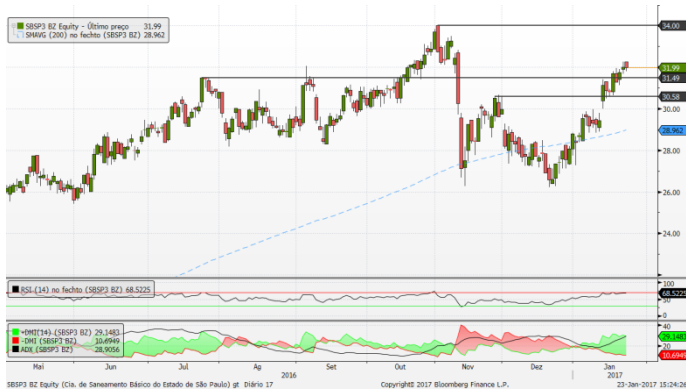 SBSP3 BZ Equity - Último preço 31.99
SMAVG (200) no fechto (SBSP3 BZ) 28.962
34.00
31.99
31.49
30.58
30.00
28.962
28.00
26.00
24.00
RSI (14) no fechto (SBSP3 BZ) 68.5225
100
68.5225
50
0
+DMI(14) (SBSP3 BZ) 29.1483
-DMI (SBSP3 BZ) 10.6949
ADX (SBSP3 BZ) 28.9056
40
29.1483
20
10.6949
Mai Jun Jul Ag Set Out Nov Dez Jan
2016 2017
SBSP3 BZ Equity (Cia. de Saneamento Básico do Estado de São Paulo) gt Diário 17 Copyright© 2017 Bloomberg Finance L.P. 23-Jan-2017 15:24:38